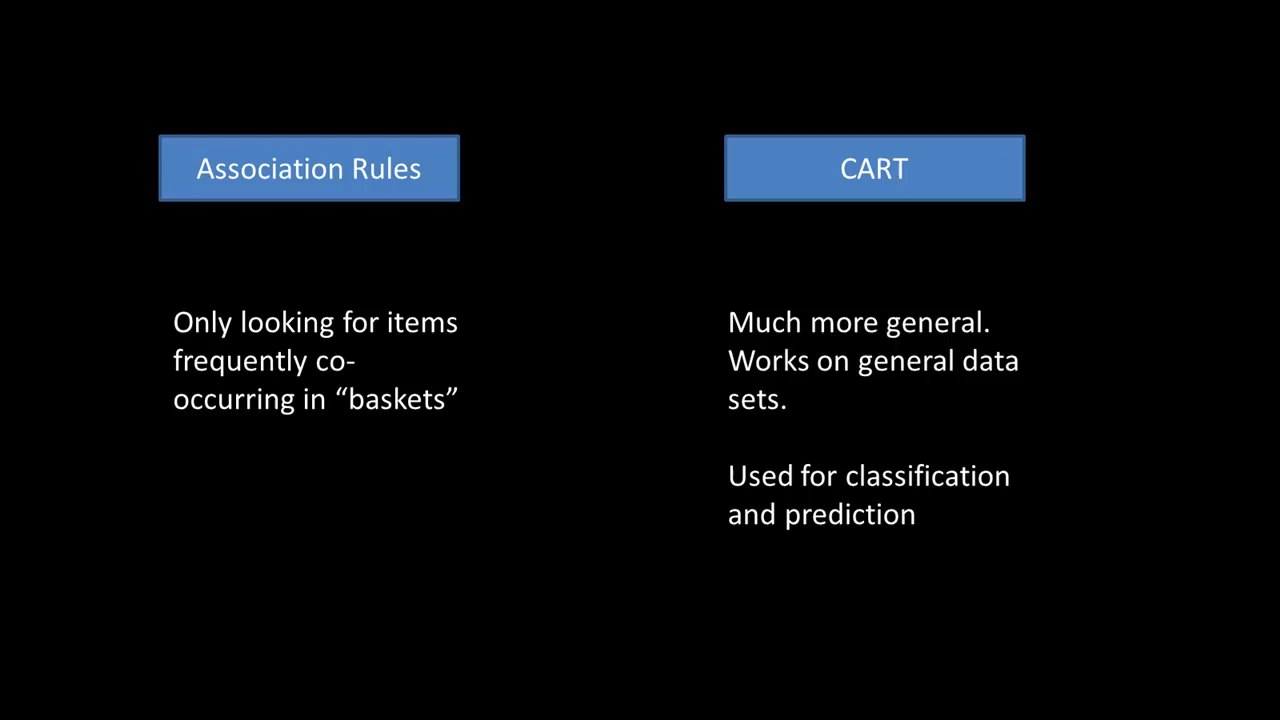 Association Rules
CART
Only looking for items
frequently co-
occurring in “baskets”
Much more general.
Works on general data
sets.
Used for classification
and prediction